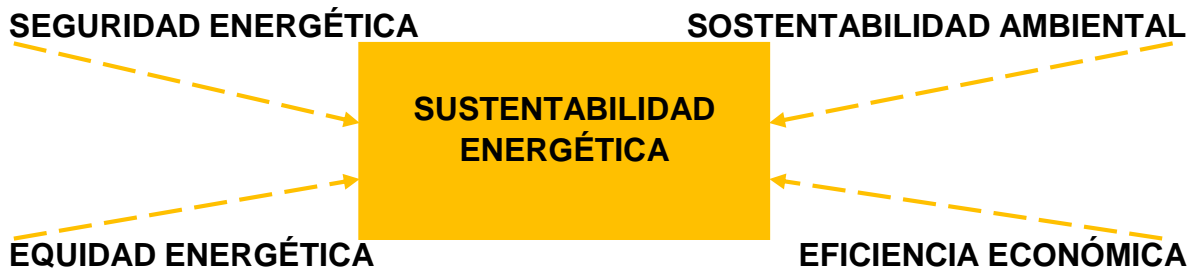 SEGURIDAD ENERGÉTICA
SOSTENTABILIDAD AMBIENTAL
SUSTENTABILIDAD
ENERGÉTICA
EQUIDAD ENERGÉTICA
EFICIENCIA ECONÓMICA